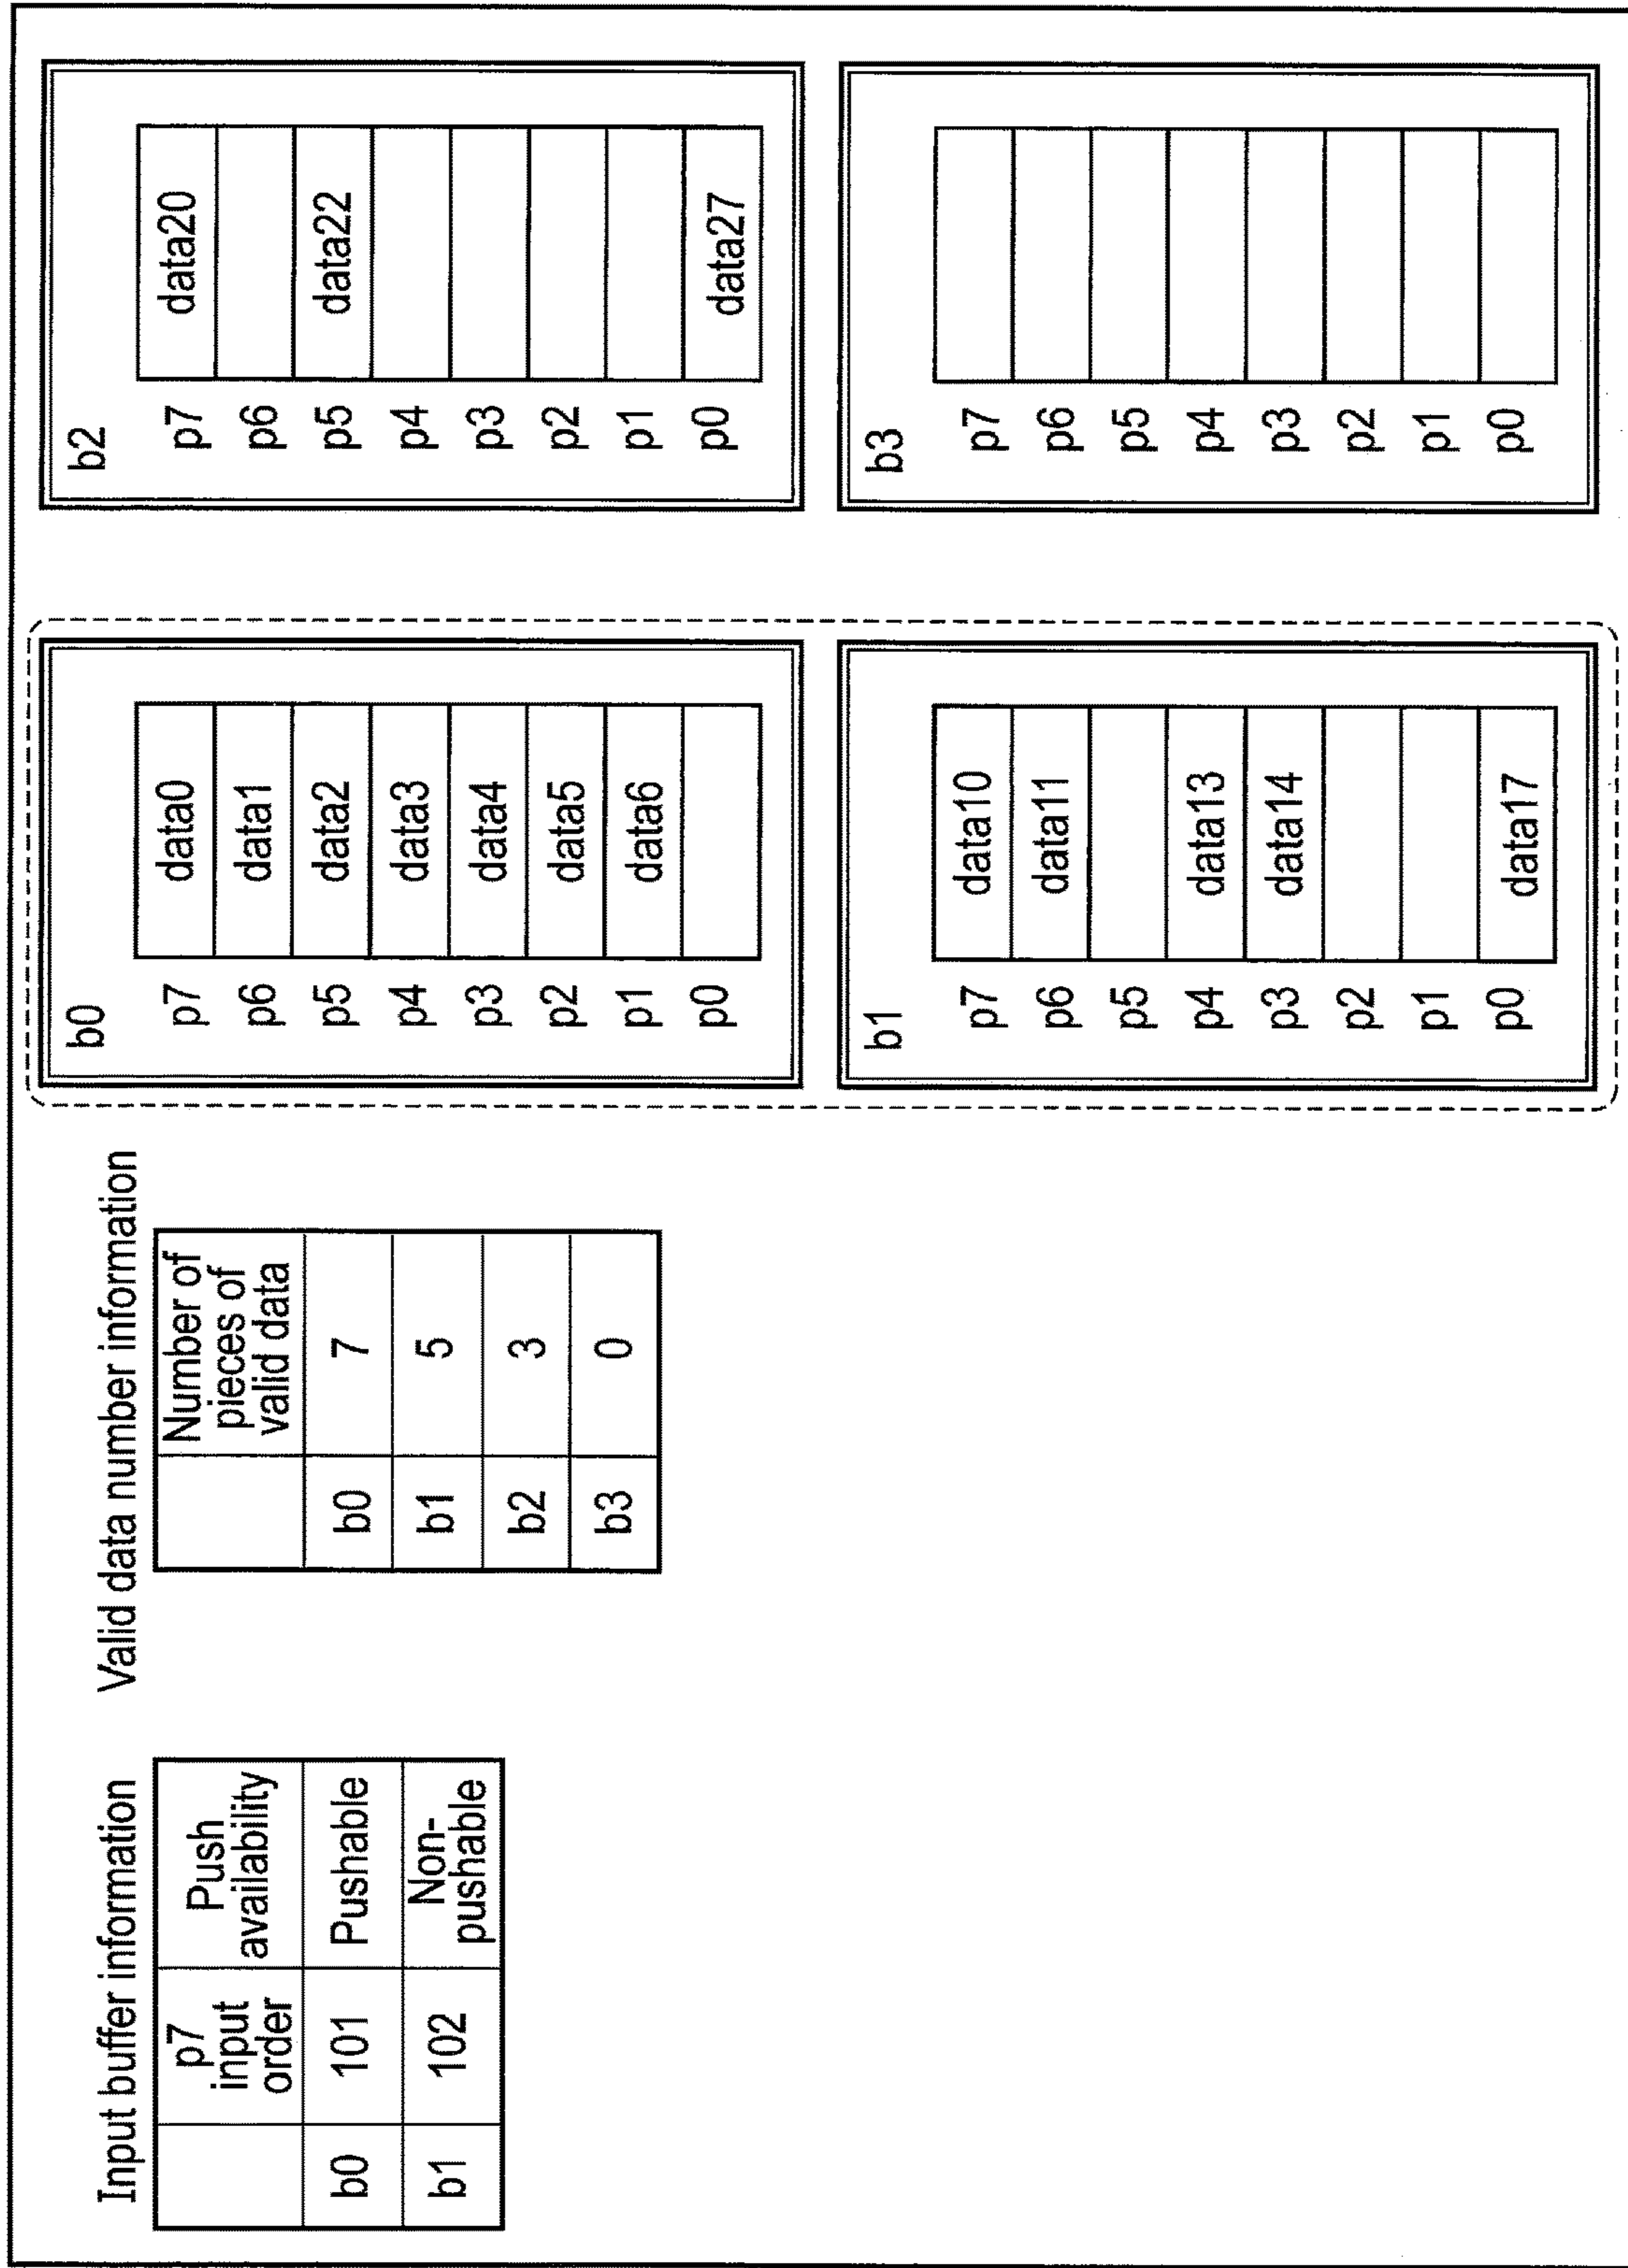 Input buffer information
p7
input
order
Push
availability
b0 101 Pushable
b1 102 Non-
pushable
Valid data number information
Number of
pieces of
valid data
b0 7
b1 5
b2 3
b3 0
b0
p7 data0
p6 data1
p5 data2
p4 data3
p3 data4
p2 data5
p1 data6
p0
b1
p7 data10
p6 data11
p5
p4 data13
p3 data14
p2
p1
p0 data17
b2
p7 data20
p6
p5 data22
p4
p3
p2
p1
p0 data27
b3
p7
p6
p5
p4
p3
p2
p1
p0